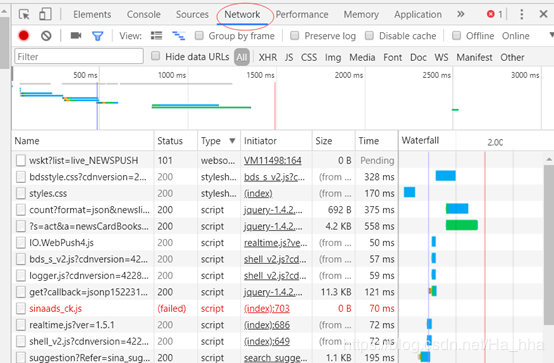 Elements Console Sources Network Performance Memory Application » 1
View: Group by frame Preserve log Disable cache Offline Online
Filter Hide data URLs All XHR JS CSS Img Media Font Doc WS Manifest Other
500 ms 1000 ms 1500 ms 2000 ms 2500 ms 3000 ms
Name Status Type ▼ Initiator Size Time Waterfall 2.00
wskt?list=live_NEWSPUSH 101 webso... VM11498:164 0 B Pending
bdsstyle.css?cdnversion=2... 200 stylesh... bd s_s_v2.js?c... (from ... 328 ms
styles.css 200 stylesh... (index) (from ... 170 ms
count?format=json&newsli... 200 script jquery-1.4.2.... 692 B 375 ms
?s=act&a=newsCardBooks... 200 script jquery-1.4.2.... 4.2 KB 558 ms
IO.WebPush4.js 200 script realtime.js?ve... (from ... 50 ms
bds_s_v2.js?cdnversion=42... 200 script shell_v2.js?c... (from ... 57 ms
logger.js?cdnversion=4228... 200 script shell_v2.js?c... (from ... 59 ms
get?callback=jsonp152231... 200 script jquery-1.4.2.... 11.3 KB 121 ms
sinaads_ck.js (failed) script (index):703 0 B 70 ms
realtime.js?ver=1.5.1 200 script (index):686 (from ... 72 ms
shell_v2.js?cdnversion=422... 200 script (index):649 (from ... 72 ms
suggestion?Refer=sina_sug... 200 script search_sugge... 1.1 KB 195 ms